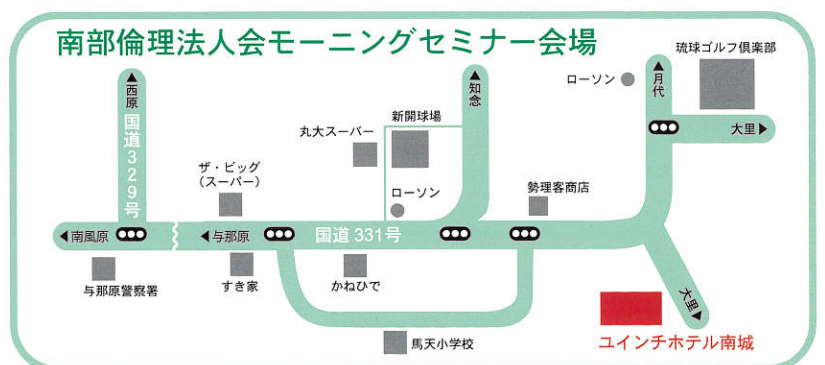 南部倫理法人会モーニングセミナー会場
琉球ゴルフ倶楽部
ローソン
▲月代
▲西原
国道329号
▲知念
新開球場
丸大スーパー
大里▶
ザ・ビッグ
(スーパー)
ローソン
勢理客商店
◀南風原
◀与那原
国道331号
与那原警察署
すき家
かねひで
大里▶
馬天小学校
ユインチホテル南城